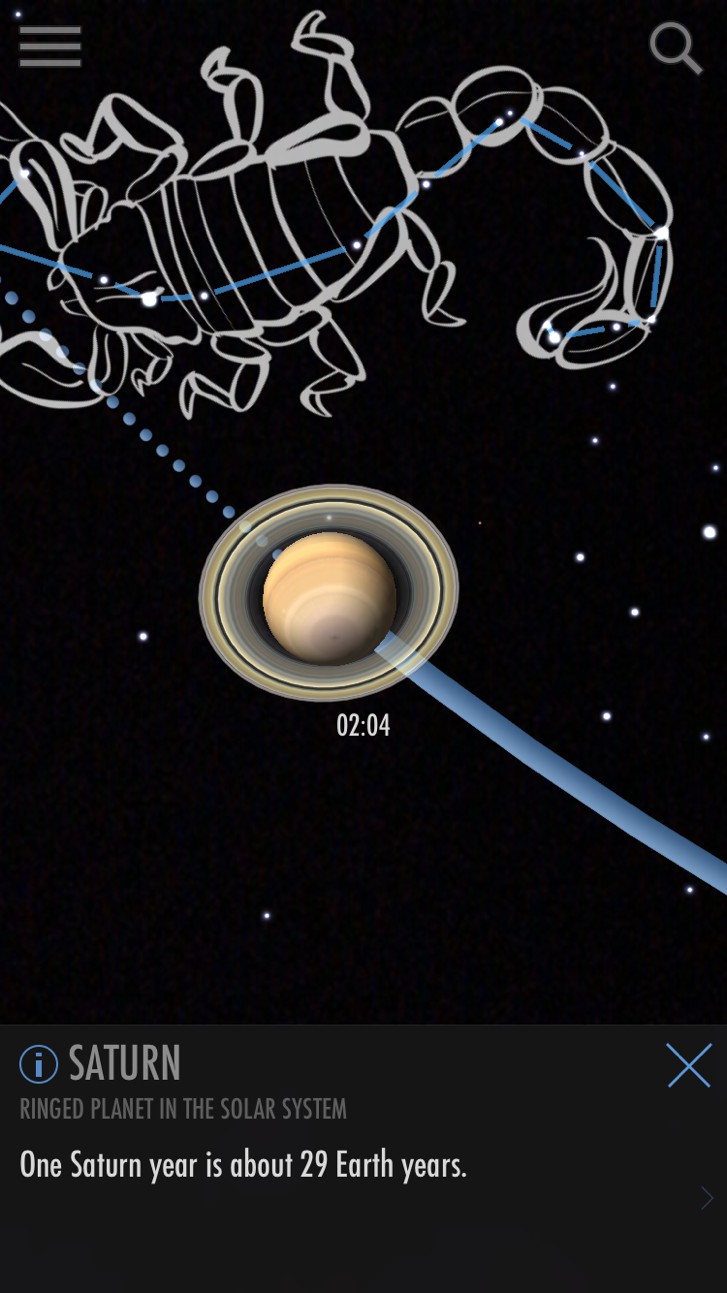 02:04
SATURN
RINGED PLANET IN THE SOLAR SYSTEM
One Saturn year is about 29 Earth years.